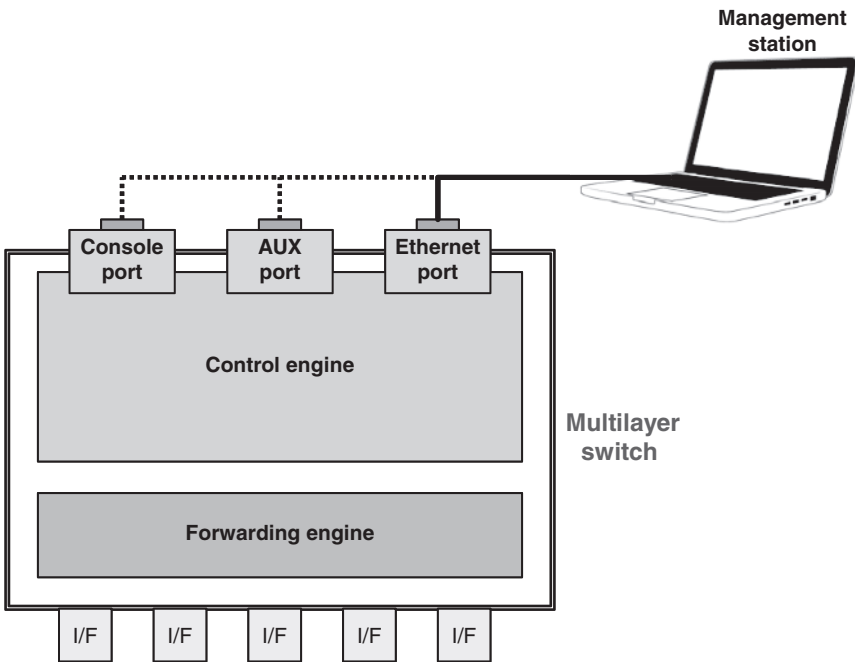 Management
station
Console
port
AUX
port
Ethernet
port
Control engine
Multilayer
switch
Forwarding engine
I/F
I/F
I/F
I/F
I/F